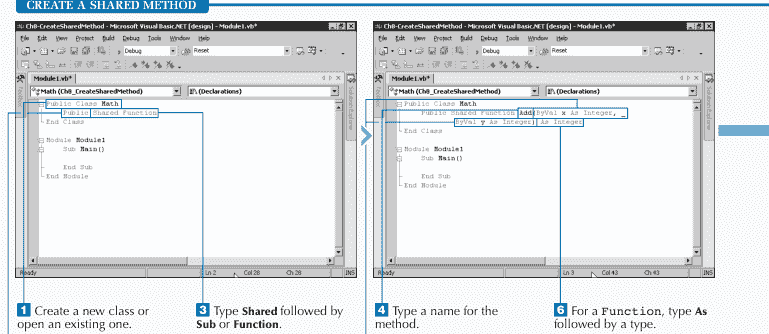 CREATE A SHARED METHOD
Ch8-CreateSharedMethod - Microsoft Visual Basic.NET [design] - Module1.vb*
File Edit View Project Build Debug Tools Window Help
Debug Reset
Module1.vb*
Math (Ch8_CreateSharedMethod) (Declarations)
Public Class Math
Public Shared Function
End Class
Module Module1
Sub Main()
End Sub
End Module
Ready Ln 2 Col 28 Ch 28 INS
1 Create a new class or
open an existing one.
3 Type Shared followed by
Sub or Function.
Ch8-CreateSharedMethod - Microsoft Visual Basic.NET [design] - Module1.vb*
File Edit View Project Build Debug Tools Window Help
Debug Reset
Module1.vb*
Math (Ch8_CreateSharedMethod) (Declarations)
Public Class Math
Public Shared Function Add(ByVal x As Integer, _
ByVal y As Integer) As Integer
End Class
Module Module1
Sub Main()
End Sub
End Module
Ready Ln 3 Col 43 Ch 43 INS
4 Type a name for the
method.
6 For a Function, type As
followed by a type.